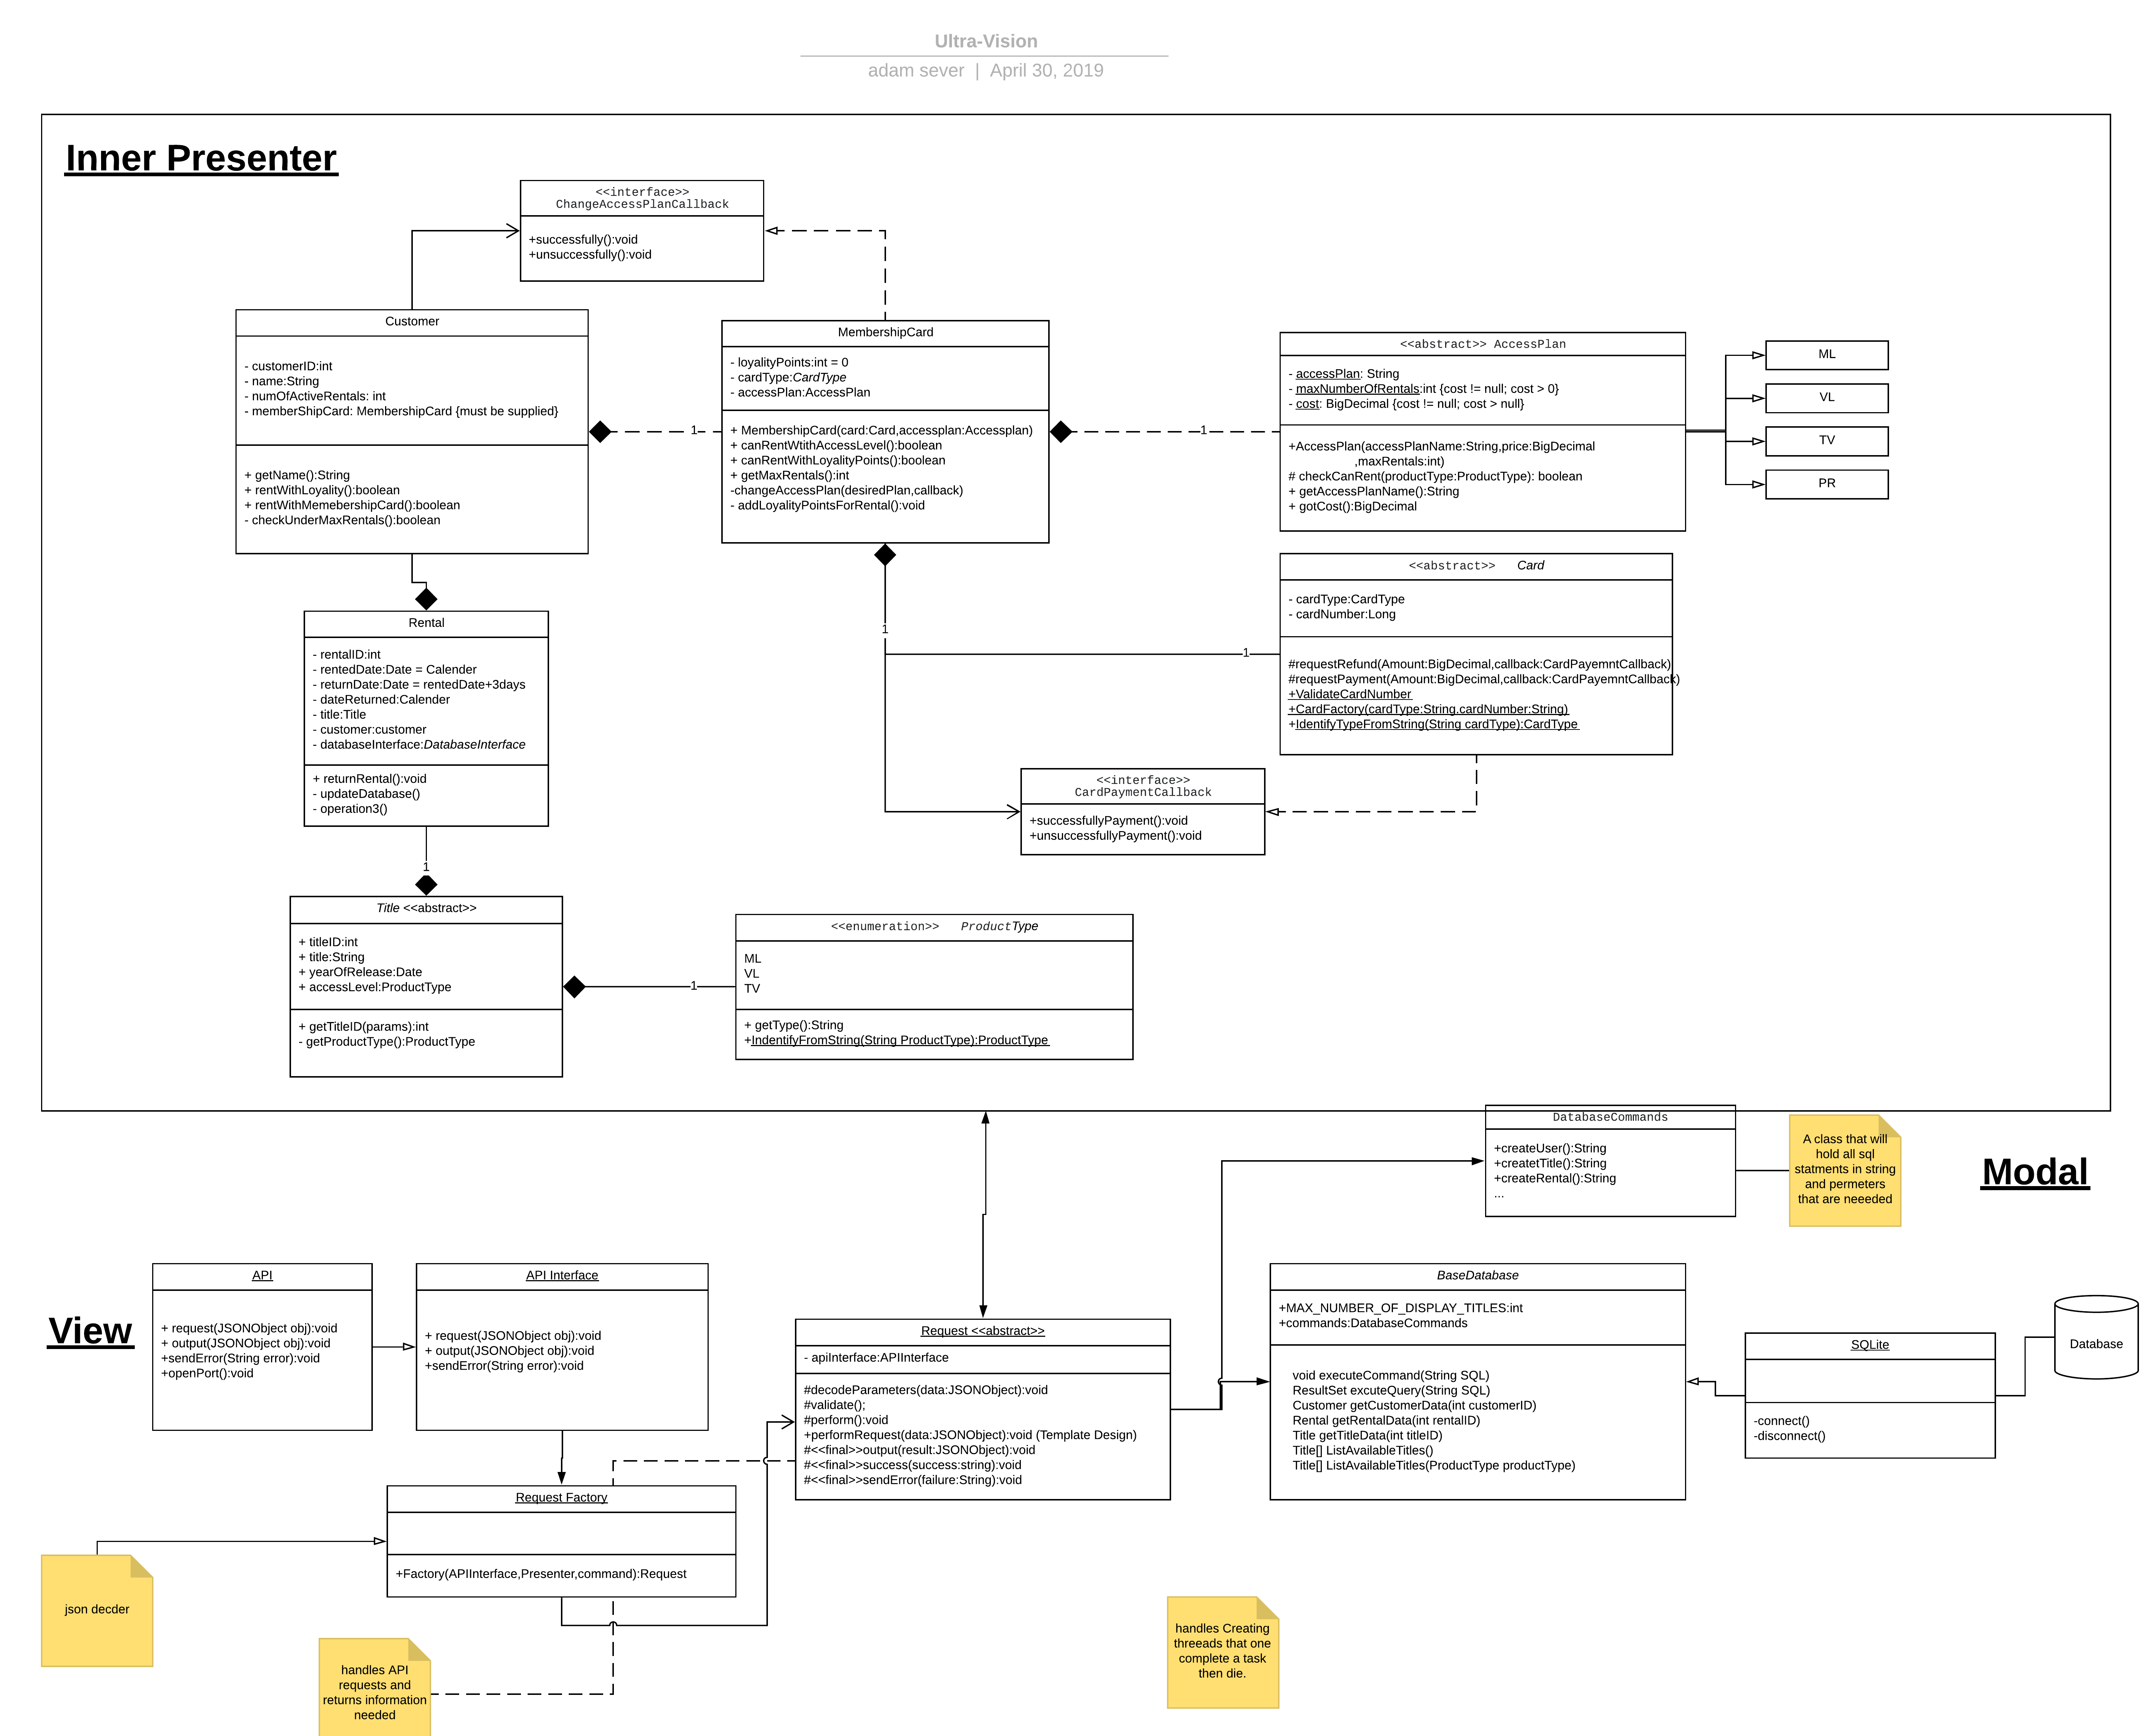 Ultra-Vision
adam sever | April 30, 2019
Inner Presenter
<<interface>>
ChangeAccessPlanCallback
+successfully():void
+unsuccessfully():void
Customer
- customerID:int
- name:String
- numOfActiveRentals: int
- memberShipCard: MembershipCard {must be supplied}
+ getName():String
+ rentWithLoyality():boolean
+ rentWithMemebershipCard():boolean
- checkUnderMaxRentals():boolean
1
MembershipCard
- loyalityPoints:int = 0
- cardType:CardType
- accessPlan:AccessPlan
+ MembershipCard(card:Card,accessplan:Accessplan)
+ canRentWtithAccessLevel():boolean
+ canRentWithLoyalityPoints():boolean
+ getMaxRentals():int
-changeAccessPlan(desiredPlan,callback)
- addLoyalityPointsForRental():void
1
<<abstract>> AccessPlan
- accessPlan: String
- maxNumberOfRentals:int {cost != null; cost > 0}
- cost: BigDecimal {cost != null; cost > null}
+AccessPlan(accessPlanName:String,price:BigDecimal
,maxRentals:int)
# checkCanRent(productType:ProductType): boolean
+ getAccessPlanName():String
+ gotCost():BigDecimal
ML
VL
TV
PR
<<abstract>> Card
- cardType:CardType
- cardNumber:Long
#requestRefund(Amount:BigDecimal,callback:CardPayemntCallback)
#requestPayment(Amount:BigDecimal,callback:CardPayemntCallback)
+ValidateCardNumber
+CardFactory(cardType:String.cardNumber:String)
+IdentifyTypeFromString(String cardType):CardType
1
1
Rental
- rentalID:int
- rentedDate:Date = Calender
- returnDate:Date = rentedDate+3days
- dateReturned:Calender
- title:Title
- customer:customer
- databaseInterface:DatabaseInterface
+ returnRental():void
- updateDatabase()
- operation3()
1
<<interface>>
CardPaymentCallback
+successfullyPayment():void
+unsuccessfullyPayment():void
Title <<abstract>>
+ titleID:int
+ title:String
+ yearOfRelease:Date
+ accessLevel:ProductType
+ getTitleID(params):int
- getProductType():ProductType
1
<<enumeration>> ProductType
ML
VL
TV
+ getType():String
+IndentifyFromString(String ProductType):ProductType
DatabaseCommands
+createUser():String
+createtTitle():String
+createRental():String
...
A class that will
hold all sql
statments in string
and permeters
that are neeeded
Modal
View
API
+ request(JSONObject obj):void
+ output(JSONObject obj):void
+sendError(String error):void
+openPort():void
API Interface
+ request(JSONObject obj):void
+ output(JSONObject obj):void
+sendError(String error):void
Request <<abstract>>
- apiInterface:APIInterface
#decodeParameters(data:JSONObject):void
#validate();
#perform():void
+performRequest(data:JSONObject):void (Template Design)
#<<final>>output(result:JSONObject):void
#<<final>>success(success:string):void
#<<final>>sendError(failure:String):void
BaseDatabase
+MAX_NUMBER_OF_DISPLAY_TITLES:int
+commands:DatabaseCommands
void executeCommand(String SQL)
ResultSet excuteQuery(String SQL)
Customer getCustomerData(int customerID)
Rental getRentalData(int rentalID)
Title getTitleData(int titleID)
Title[] ListAvailableTitles()
Title[] ListAvailableTitles(ProductType productType)
SQLite
-connect()
-disconnect()
Database
Request Factory
+Factory(APIInterface,Presenter,command):Request
json decder
handles API
requests and
returns information
needed
handles Creating
threeads that one
complete a task
then die.